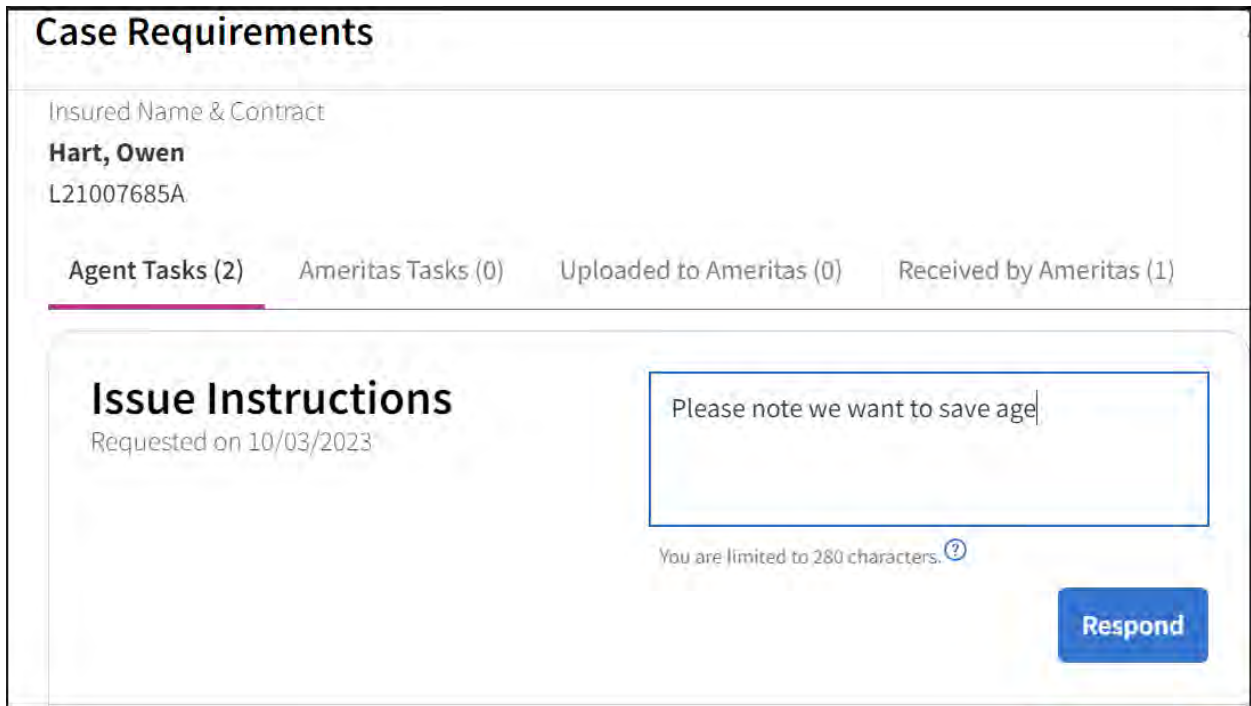 Case Requirements
Insured Name & Contract
Hart, Owen
L21007685A
Agent Tasks (2) Ameritas Tasks (0) Uploaded to Ameritas (0) Received by Ameritas (1)
Issue Instructions
Requested on 10/03/2023
Please note we want to save age
You are limited to 280 characters. ?
Respond